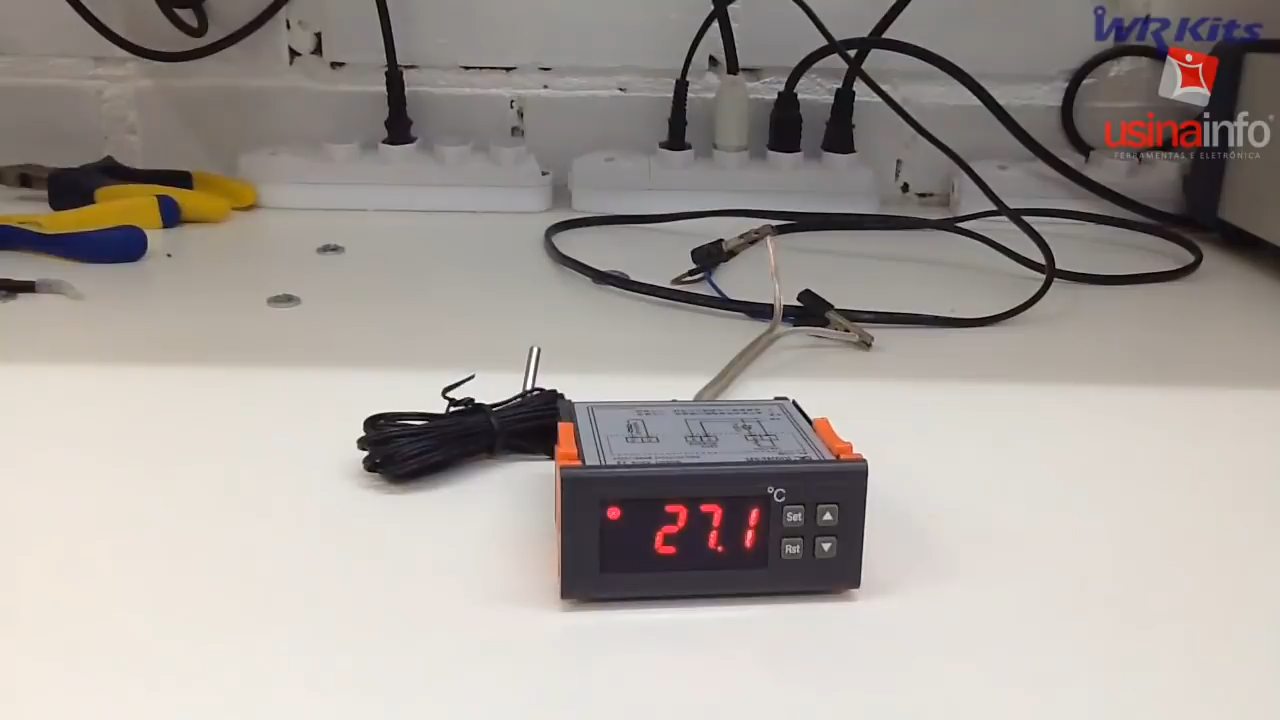 WR Kits
usinainfo
FERRAMENTAS E ELETRÔNICA
°C
27.1
Set
Rst